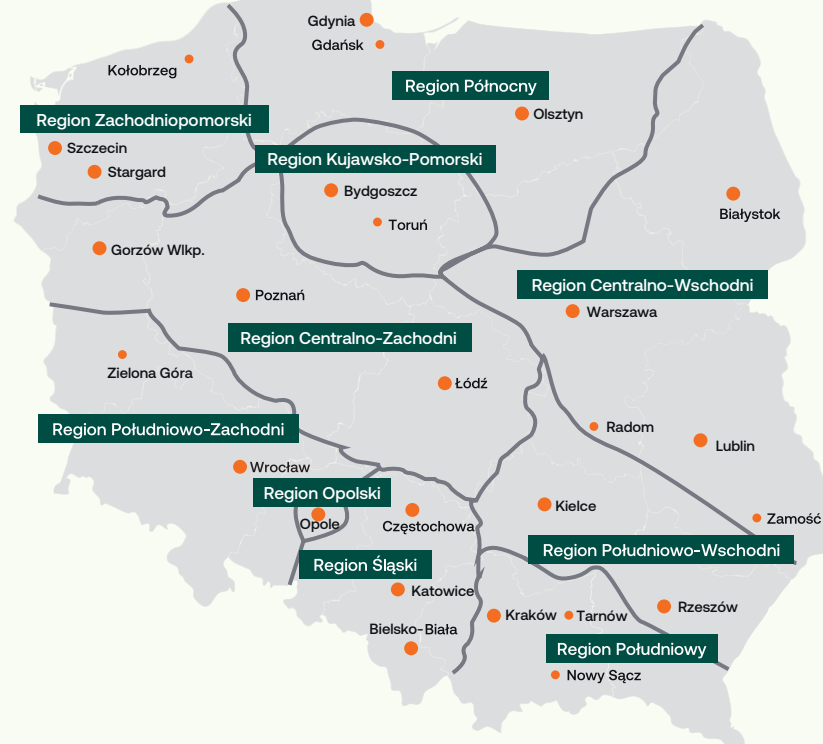 Gdynia
Gdańsk
Kołobrzeg
Region Północny
Olsztyn
Region Zachodniopomorski
Szczecin
Stargard
Region Kujawsko-Pomorski
Bydgoszcz
Toruń
Białystok
Gorzów Wlkp.
Poznań
Region Centralno-Wschodni
Warszawa
Region Centralno-Zachodni
Zielona Góra
Łódź
Region Południowo-Zachodni
Radom
Lublin
Wrocław
Region Opolski
Opole
Częstochowa
Kielce
Zamość
Region Południowo-Wschodni
Region Śląski
Katowice
Kraków
Tarnów
Rzeszów
Bielsko-Biała
Region Południowy
Nowy Sącz